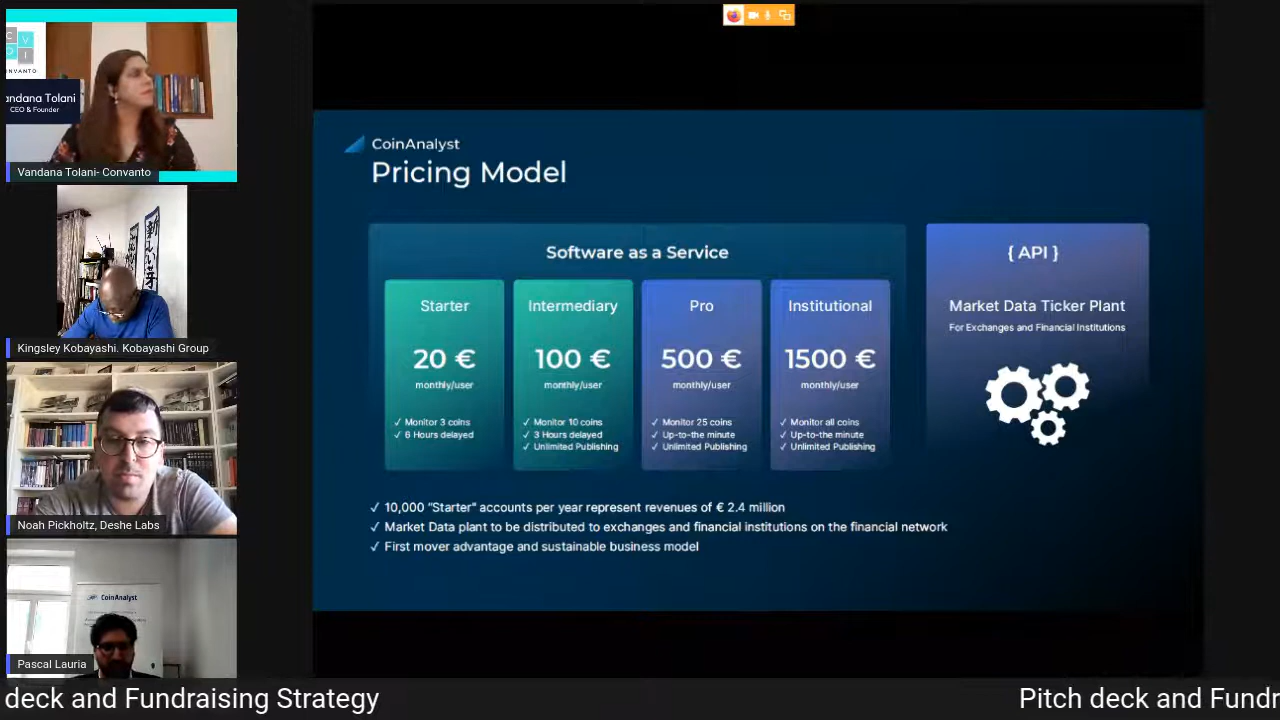 C V
INVANTO
andana Tolani
CEO & Founder
Vandana Tolani- Convanto
Kingsley Kobayashi. Kobayashi Group
Noah Pickholtz, Deshe Labs
CoinAnalyst
Pascal Lauria
CoinAnalyst
Pricing Model
Software as a Service
Starter
20 €
monthly/user
✓ Monitor 3 coins
✓ 6 Hours delayed
Intermediary
100 €
monthly/user
✓ Monitor 10 coins
✓ 3 Hours delayed
✓ Unlimited Publishing
Pro
500 €
monthly/user
✓ Monitor 25 coins
✓ Up-to-the minute
✓ Unlimited Publishing
Institutional
1500 €
monthly/user
✓ Monitor all coins
✓ Up-to-the minute
✓ Unlimited Publishing
{ API }
Market Data Ticker Plant
For Exchanges and Financial Institutions
✓ 10,000 "Starter" accounts per year represent revenues of € 2.4 million
✓ Market Data plant to be distributed to exchanges and financial institutions on the financial network
✓ First mover advantage and sustainable business model
deck and Fundraising Strategy
Pitch deck and Fundr